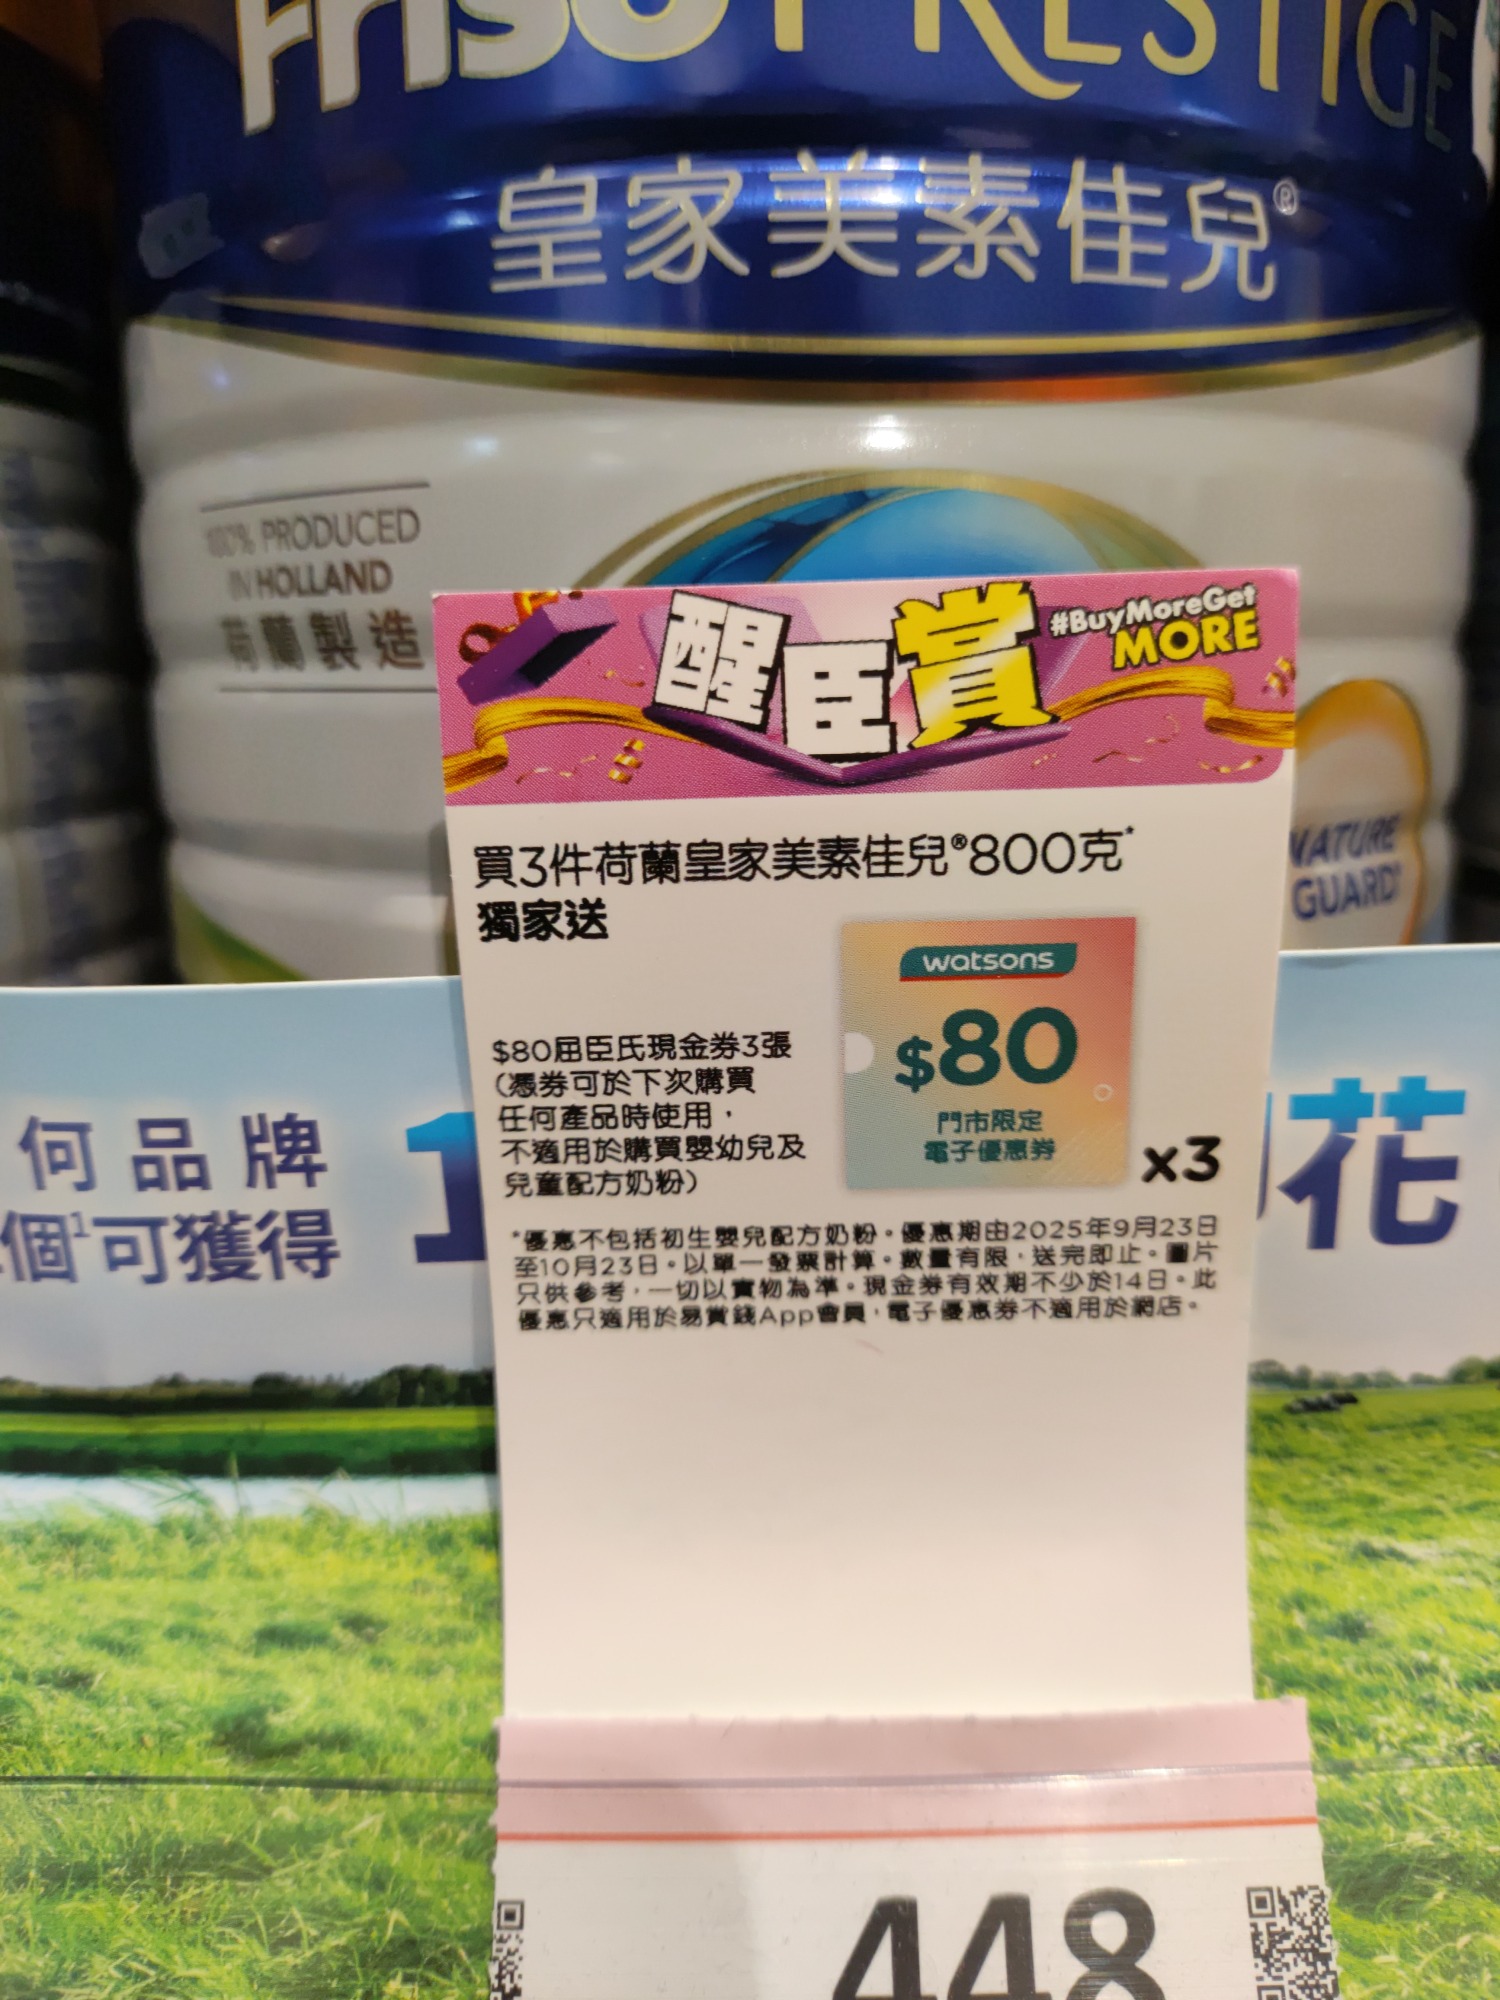 Friso PRESTIGE
皇家美素佳兒®
100% PRODUCED
IN HOLLAND
荷蘭製造
醒臣賞
#BuyMoreGet
MORE
買3件荷蘭皇家美素佳兒®800克*
獨家送
$80屈臣氏現金券3張
(憑券可於下次購買
任何產品時使用，
不適用於購買嬰幼兒及
兒童配方奶粉)
watsons
$80
門市限定
電子優惠券
x3
*優惠不包括初生嬰兒配方奶粉。優惠期由2025年9月23日
至10月23日。以單一發票計算。數量有限，送完即止。圖片
只供參考，一切以實物為準。現金券有效期不少於14日。此
優惠只適用於易賞錢App會員，電子優惠券不適用於網店。
NATURE
GUARD
何品牌
個¹可獲得
花
448